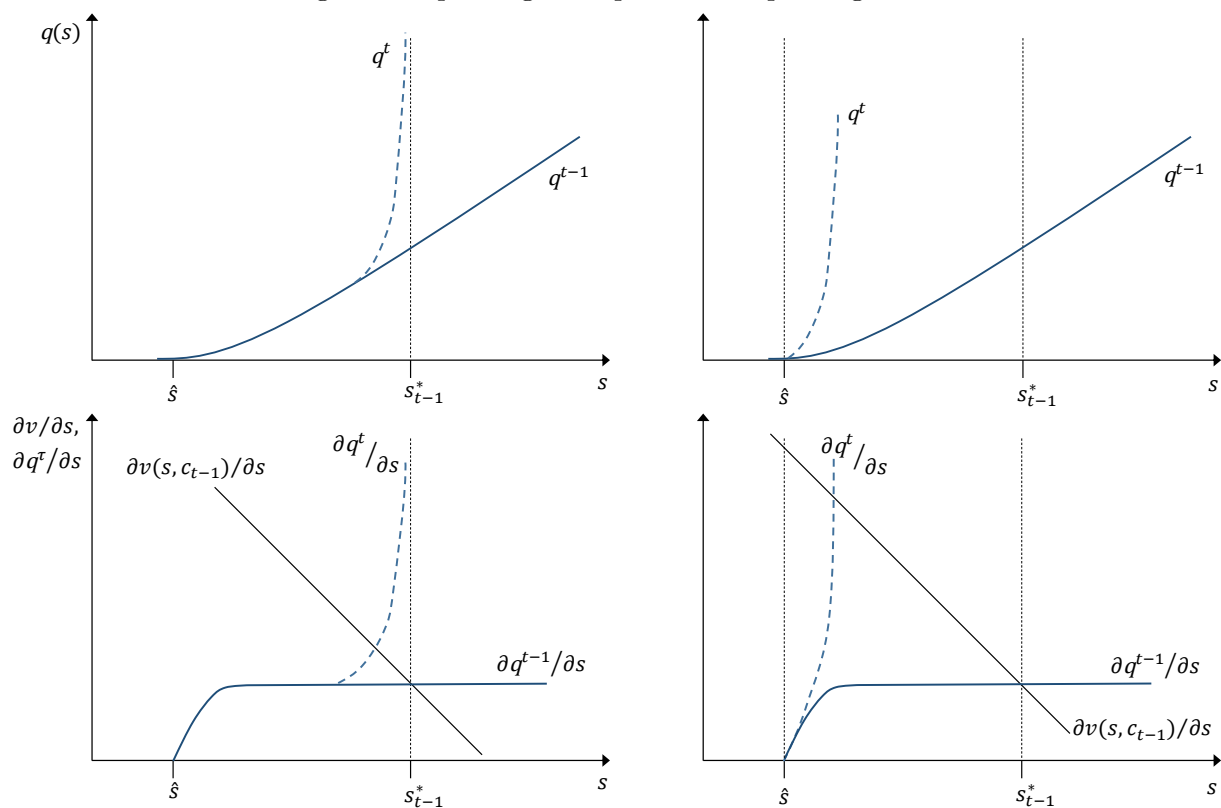 q(s)
q^t
q^{t−1}
ŝ
s^*_{t−1}
s
q^t
q^{t−1}
ŝ
s^*_{t−1}
s
∂v/∂s,
∂q^τ/∂s
∂v(s, c_{t−1})/∂s
∂q^t/∂s
∂q^{t−1}/∂s
ŝ
s^*_{t−1}
s
∂q^t/∂s
∂q^{t−1}/∂s
∂v(s, c_{t−1})/∂s
ŝ
s^*_{t−1}
s